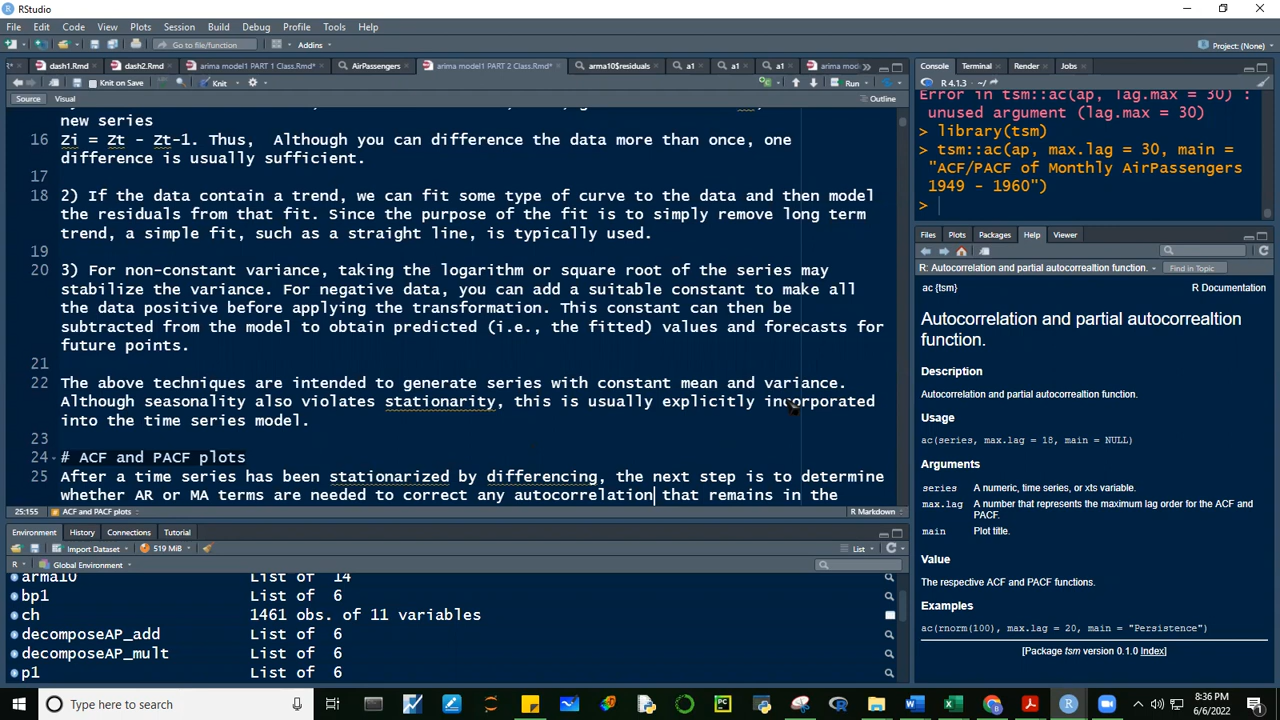 RStudio
File Edit Code View Plots Session Build Debug Profile Tools Help
Go to file/function Addins Project: (None)
dash1.Rmd dash2.Rmd arima model1 PART 1 Class.Rmd* AirPassengers arima model1 PART 2 Class.Rmd* arma10$residuals a1 a1 a1 arima mod
Knit on Save Knit Run
Source Visual Outline
new series
16 Zi = Zt - Zt-1. Thus, Although you can difference the data more than once, one
difference is usually sufficient.
17
18 2) If the data contain a trend, we can fit some type of curve to the data and then model
the residuals from that fit. Since the purpose of the fit is to simply remove long term
trend, a simple fit, such as a straight line, is typically used.
19
20 3) For non-constant variance, taking the logarithm or square root of the series may
stabilize the variance. For negative data, you can add a suitable constant to make all
the data positive before applying the transformation. This constant can then be
subtracted from the model to obtain predicted (i.e., the fitted) values and forecasts for
future points.
21
22 The above techniques are intended to generate series with constant mean and variance.
Although seasonality also violates stationarity, this is usually explicitly incorporated
into the time series model.
23
24 # ACF and PACF plots
25 After a time series has been stationarized by differencing, the next step is to determine
whether AR or MA terms are needed to correct any autocorrelation that remains in the
25:155 ACF and PACF plots R Markdown
Environment History Connections Tutorial
Import Dataset 519 MiB List
R Global Environment
arma10 List of 14
bp1 List of 6
ch 1461 obs. of 11 variables
decomposeAP_add List of 6
decomposeAP_mult List of 6
p1 List of 6
Console Terminal Render Jobs
R 4.1.3 · ~/
Error in tsm::ac(ap, lag.max = 30) :
unused argument (lag.max = 30)
> library(tsm)
> tsm::ac(ap, max.lag = 30, main =
"ACF/PACF of Monthly AirPassengers
1949 - 1960")
>
Files Plots Packages Help Viewer
R: Autocorrelation and partial autocorrealtion function. Find in Topic
ac {tsm} R Documentation
Autocorrelation and partial autocorrealtion
function.
Description
Autocorrelation and partial autocorrealtion function.
Usage
ac(series, max.lag = 18, main = NULL)
Arguments
series A numeric, time series, or xts variable.
max.lag A number that represents the maximum lag order for the ACF and
PACF.
main Plot title.
Value
The respective ACF and PACF functions.
Examples
ac(rnorm(100), max.lag = 20, main = "Persistence")
[Package tsm version 0.1.0 Index]
Type here to search
8:36 PM
6/6/2022